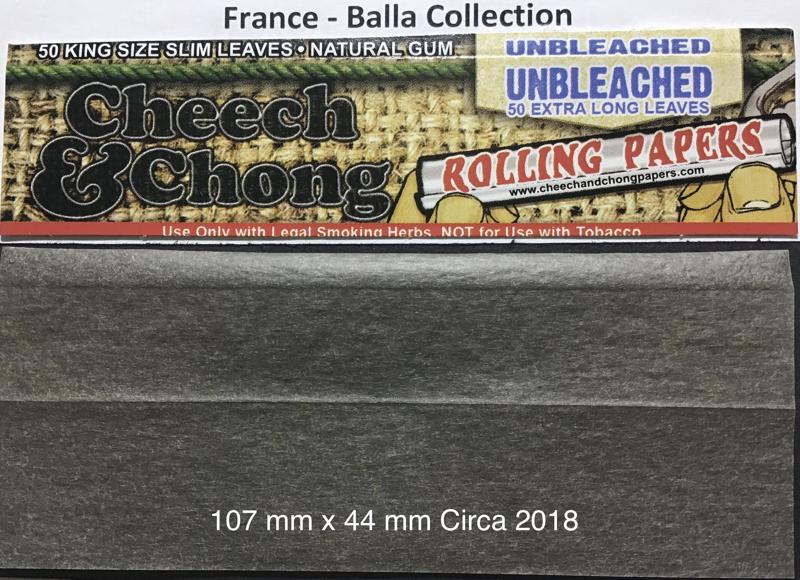 France - Balla Collection
50 KING SIZE SLIM LEAVES • NATURAL GUM
UNBLEACHED
UNBLEACHED
50 EXTRA LONG LEAVES
Cheech
& Chong
ROLLING PAPERS
www.cheechandchongpapers.com
Use Only with Legal Smoking Herbs NOT for Use with Tobacco
107 mm x 44 mm Circa 2018